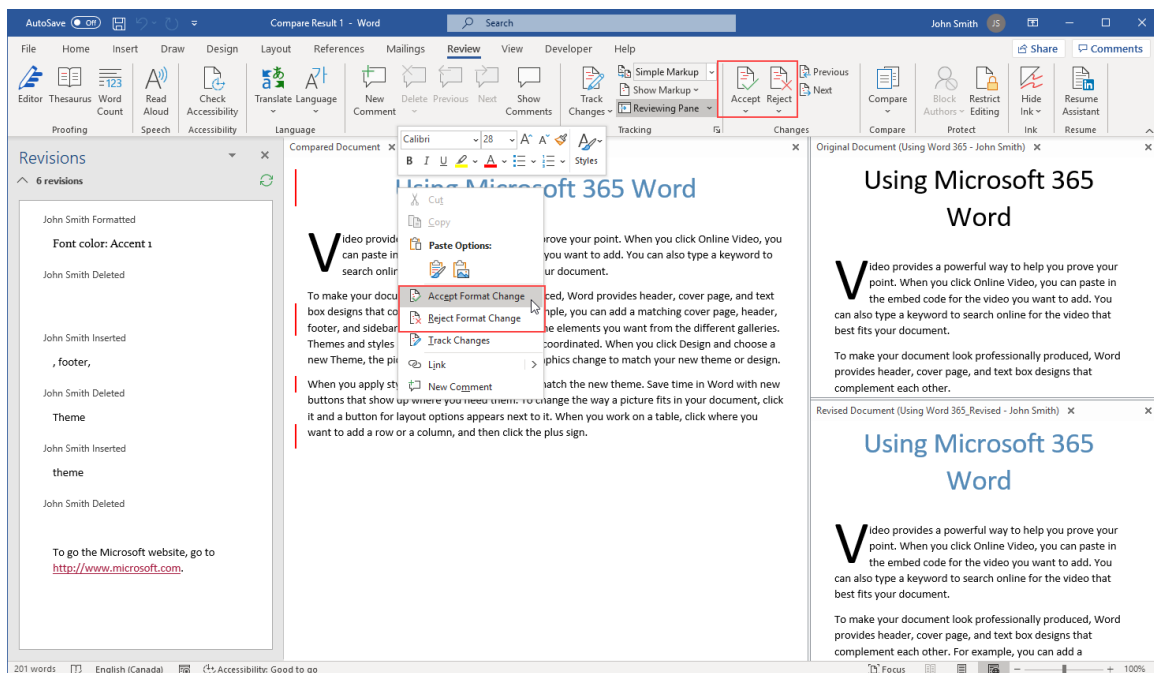 AutoSave Off Compare Result 1 - Word Search John Smith JS
File Home Insert Draw Design Layout References Mailings Review View Developer Help Share Comments
Editor Thesaurus Word Count Read Aloud Check Accessibility Translate Language New Comment Delete Previous Next Show Comments Track Changes Simple Markup Show Markup Reviewing Pane Accept Reject Previous Next Compare Block Authors Restrict Editing Hide Ink Resume Assistant
Proofing Speech Accessibility Language Tracking Changes Compare Protect Ink Resume
Revisions
6 revisions
John Smith Formatted
Font color: Accent 1
John Smith Deleted
John Smith Inserted
, footer,
John Smith Deleted
Theme
John Smith Inserted
theme
John Smith Deleted
To go the Microsoft website, go to
http://www.microsoft.com.
Compared Document
Calibri 28 A A A
B I U A Styles
Using Microsoft 365 Word
Cut
Copy
Paste Options:
Accept Format Change
Reject Format Change
Track Changes
Link
New Comment
Video provide rove your point. When you click Online Video, you
can paste in you want to add. You can also type a keyword to
search onlin ur document.
To make your docu ced, Word provides header, cover page, and text
box designs that co mple, you can add a matching cover page, header,
footer, and sidebar he elements you want from the different galleries.
Themes and styles coordinated. When you click Design and choose a
new Theme, the pi phics change to match your new theme or design.
When you apply sty match the new theme. Save time in Word with new
buttons that show up where you need them. To change the way a picture fits in your document, click
it and a button for layout options appears next to it. When you work on a table, click where you
want to add a row or a column, and then click the plus sign.
Original Document (Using Word 365 - John Smith)
Using Microsoft 365
Word
Video provides a powerful way to help you prove your
point. When you click Online Video, you can paste in
the embed code for the video you want to add. You
can also type a keyword to search online for the video that
best fits your document.
To make your document look professionally produced, Word
provides header, cover page, and text box designs that
complement each other.
Revised Document (Using Word 365_Revised - John Smith)
Using Microsoft 365
Word
Video provides a powerful way to help you prove your
point. When you click Online Video, you can paste in
the embed code for the video you want to add. You
can also type a keyword to search online for the video that
best fits your document.
To make your document look professionally produced, Word
provides header, cover page, and text box designs that
complement each other. For example, you can add a
201 words English (Canada) Accessibility: Good to go Focus 100%